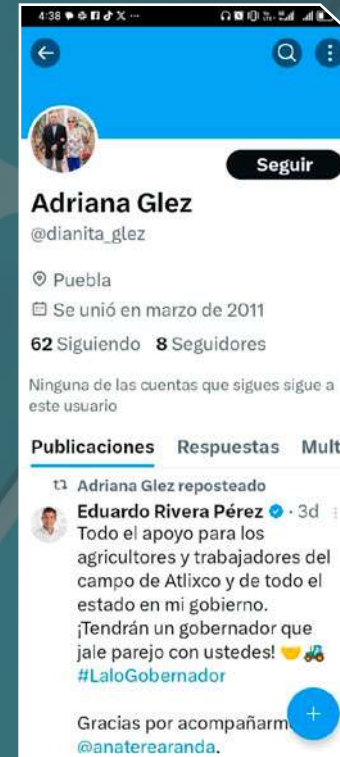 4:38
Seguir
Adriana Glez
@dianita_glez
Puebla
Se unió en marzo de 2011
62 Siguiendo 8 Seguidores
Ninguna de las cuentas que sigues sigue a
este usuario
Publicaciones Respuestas Mult
Adriana Glez reposteado
Eduardo Rivera Pérez · 3d
Todo el apoyo para los
agricultores y trabajadores del
campo de Atlixco y de todo el
estado en mi gobierno.
¡Tendrán un gobernador que
jale parejo con ustedes! 🤝🚜
#LaloGobernador
Gracias por acompañarm
@anaterearanda.